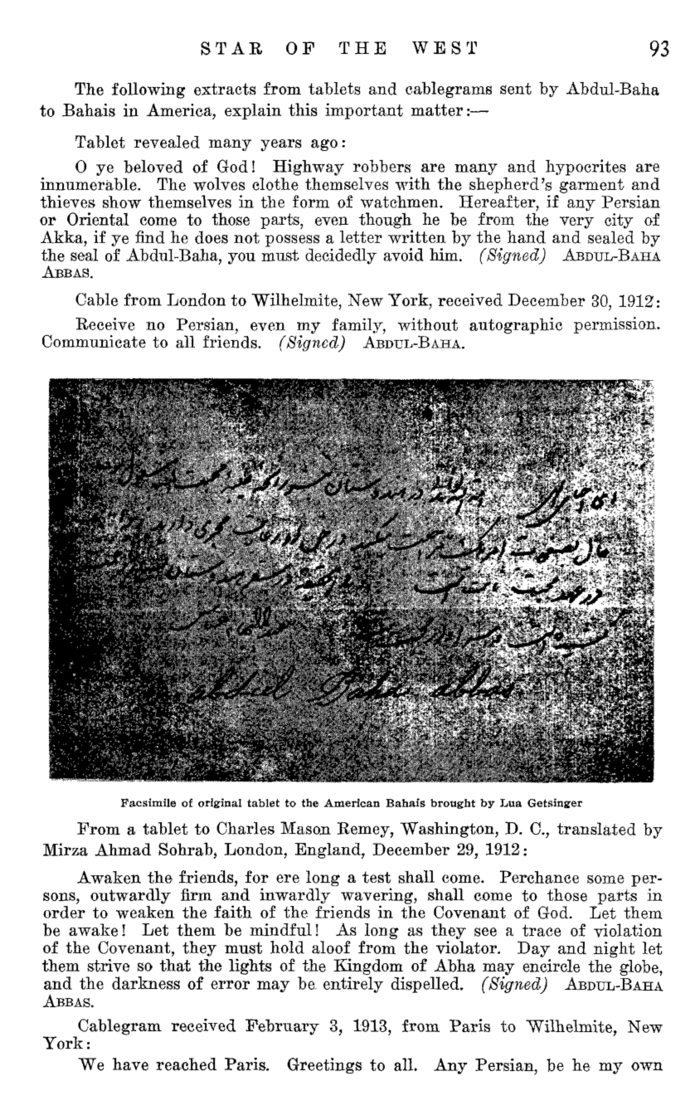 STAR OF THE WEST 93
The following extracts from tablets and cablegrams sent by Abdul-Baha
to Bahais in America, explain this important matter:—
Tablet revealed many years ago:
O ye beloved of God! Highway robbers are many and hypocrites are
innumerable. The wolves clothe themselves with the shepherd's garment and
thieves show themselves in the form of watchmen. Hereafter, if any Persian
or Oriental come to those parts, even though he be from the very city of
Akka, if ye find he does not possess a letter written by the hand and sealed by
the seal of Abdul-Baha, you must decidedly avoid him. (Signed) ABDUL-BAHA
ABBAS.
Cable from London to Wilhelmite, New York, received December 30, 1912:
Receive no Persian, even my family, without autographic permission.
Communicate to all friends. (Signed) ABDUL-BAHA.
abdul Baha abbas
Facsimile of original tablet to the American Bahais brought by Lua Getsinger
From a tablet to Charles Mason Remey, Washington, D. C., translated by
Mirza Ahmad Sohrab, London, England, December 29, 1912:
Awaken the friends, for ere long a test shall come. Perchance some per-
sons, outwardly firm and inwardly wavering, shall come to those parts in
order to weaken the faith of the friends in the Covenant of God. Let them
be awake! Let them be mindful! As long as they see a trace of violation
of the Covenant, they must hold aloof from the violator. Day and night let
them strive so that the lights of the Kingdom of Abha may encircle the globe,
and the darkness of error may be entirely dispelled. (Signed) ABDUL-BAHA
ABBAS.
Cablegram received February 3, 1913, from Paris to Wilhelmite, New
York:
We have reached Paris. Greetings to all. Any Persian, be he my own